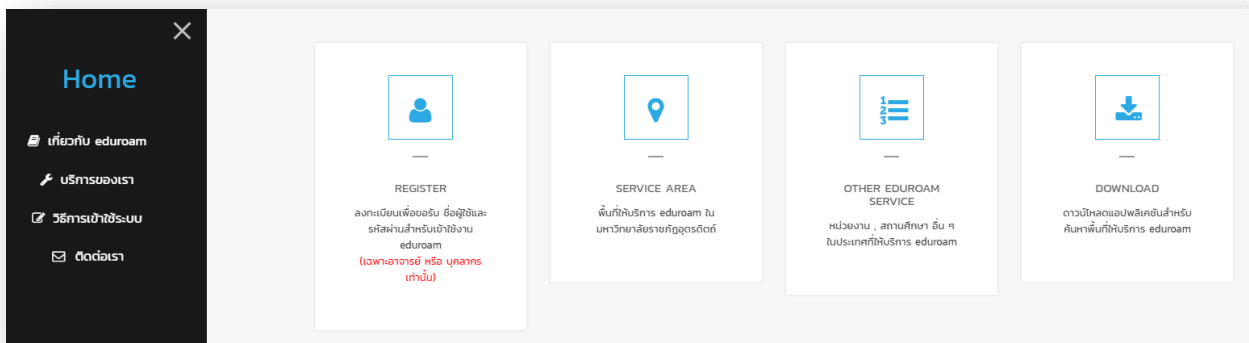 Home
เกี่ยวกับ eduroam
บริการของเรา
วิธีการเข้าใช้ระบบ
ติดต่อเรา
REGISTER
ลงทะเบียนเพื่อขอรับ ชื่อผู้ใช้และ
รหัสผ่านสำหรับเข้าใช้งาน
eduroam
(เฉพาะอาจารย์ หรือ บุคลากร
เท่านั้น)
SERVICE AREA
พื้นที่ให้บริการ eduroam ใน
มหาวิทยาลัยราชภัฏอุตรดิตถ์
1
2
3
OTHER EDUROAM
SERVICE
หน่วยงาน , สถานศึกษา อื่น ๆ
ในประเทศที่ให้บริการ eduroam
DOWNLOAD
ดาวน์โหลดแอปพลิเคชันสำหรับ
ค้นหาพื้นที่ให้บริการ eduroam